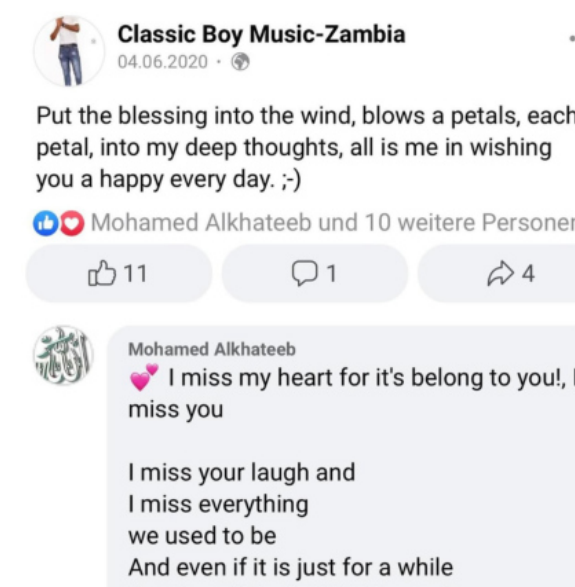 Classic Boy Music-Zambia
04.06.2020 ·
Put the blessing into the wind, blows a petals, each
petal, into my deep thoughts, all is me in wishing
you a happy every day. ;-)
Mohamed Alkhateeb und 10 weitere Personen
11
1
4
Mohamed Alkhateeb
💕 I miss my heart for it's belong to you!, I
miss you
I miss your laugh and
I miss everything
we used to be
And even if it is just for a while